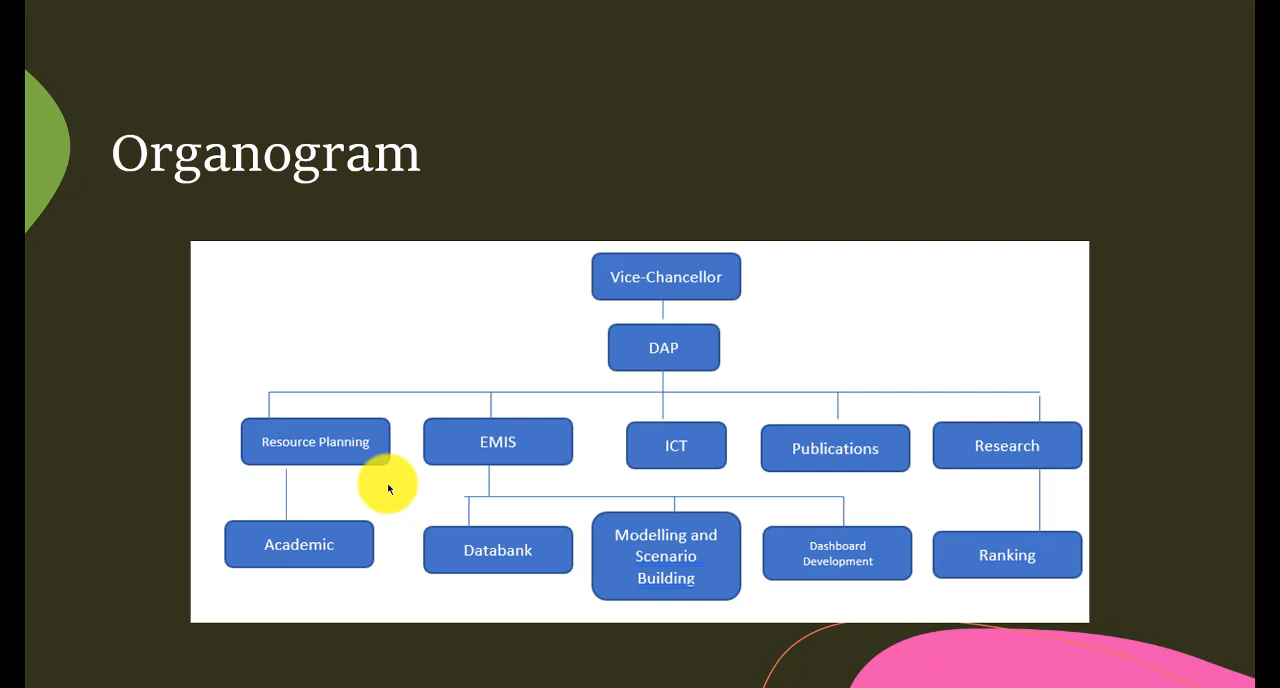 Organogram
Vice-Chancellor
DAP
Resource Planning
EMIS
ICT
Publications
Research
Academic
Databank
Modelling and
Scenario
Building
Dashboard
Development
Ranking